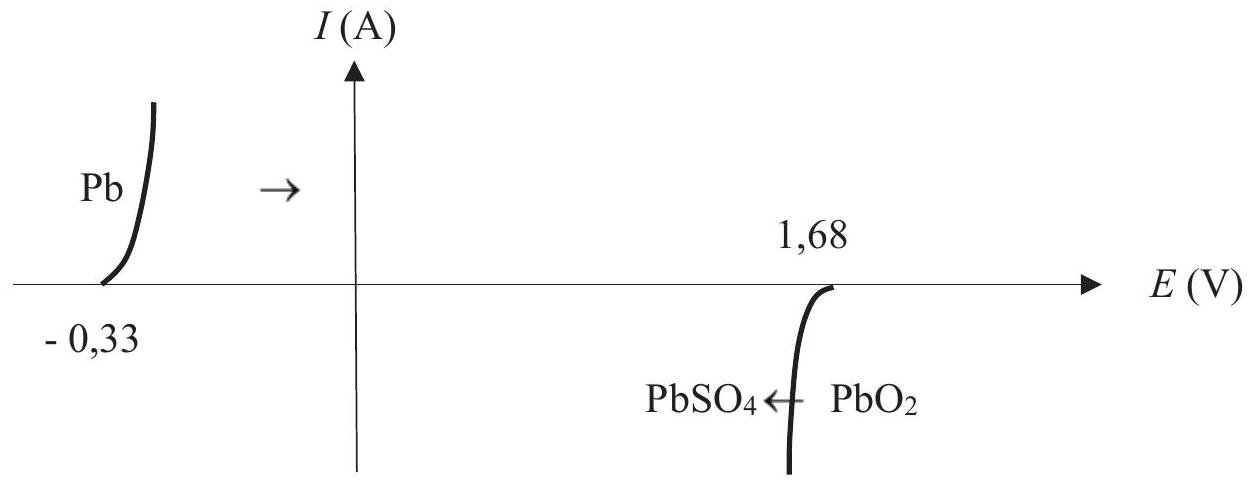 I (A)
Pb →
1,68
E (V)
- 0,33
PbSO₄ ← PbO₂